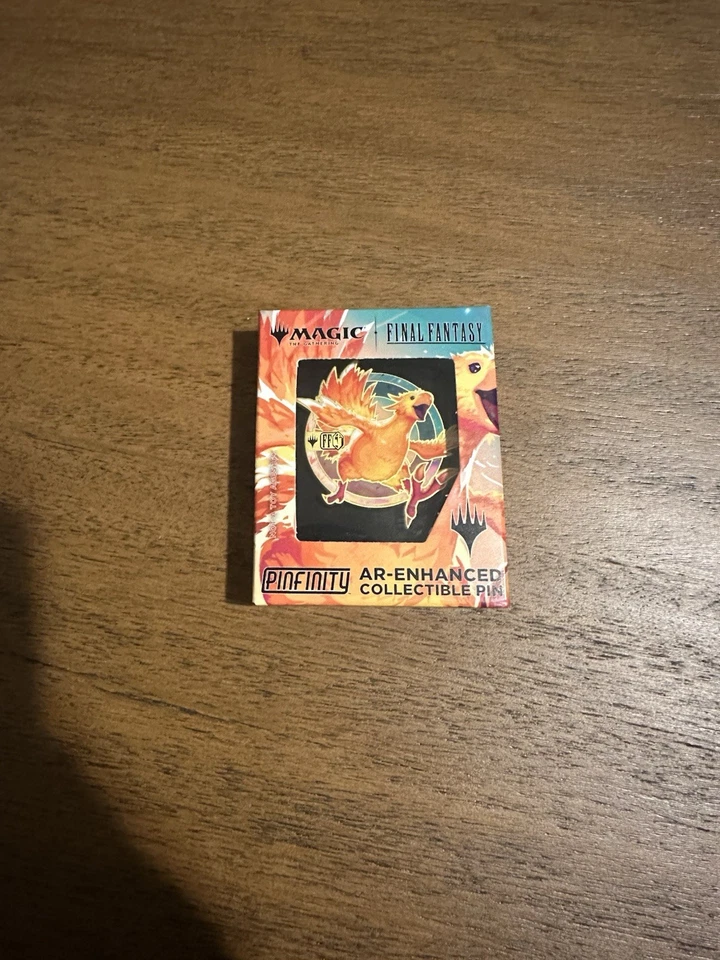 MAGIC
THE GATHERING
FINAL FANTASY
FF
PINFINITY
AR-ENHANCED
COLLECTIBLE PIN